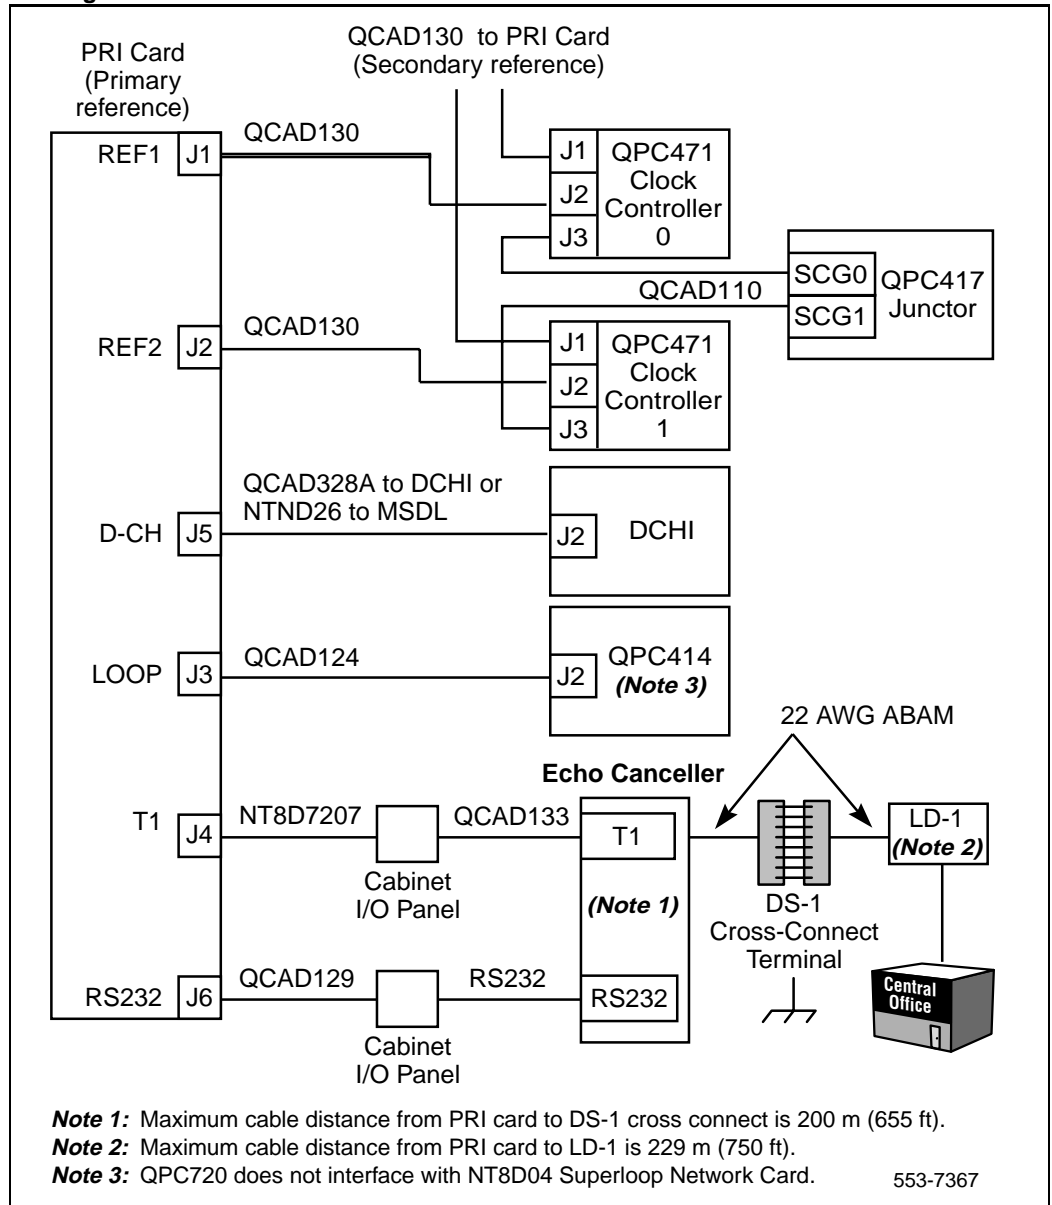 PRI Card
(Primary
reference)
QCAD130 to PRI Card
(Secondary reference)
REF1
J1
QCAD130
J1
J2
J3
QPC471
Clock
Controller
0
SCG0
SCG1
QPC417
Junctor
QCAD110
REF2
J2
QCAD130
J1
J2
J3
QPC471
Clock
Controller
1
D-CH
J5
QCAD328A to DCHI or
NTND26 to MSDL
J2
DCHI
LOOP
J3
QCAD124
J2
QPC414
(Note 3)
22 AWG ABAM
Echo Canceller
T1
J4
NT8D7207
Cabinet
I/O Panel
QCAD133
T1
(Note 1)
DS-1
Cross-Connect
Terminal
LD-1
(Note 2)
Central
Office
RS232
J6
QCAD129
Cabinet
I/O Panel
RS232
RS232
Note 1: Maximum cable distance from PRI card to DS-1 cross connect is 200 m (655 ft).
Note 2: Maximum cable distance from PRI card to LD-1 is 229 m (750 ft).
Note 3: QPC720 does not interface with NT8D04 Superloop Network Card.
553-7367